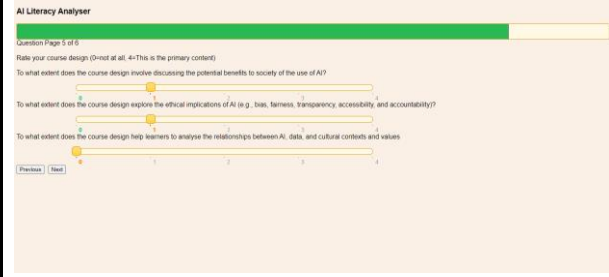 AI Literacy Analyser
Question Page 5 of 6
Rate your course design (0=not at all, 4=This is the primary content)
To what extent does the course design involve discussing the potential benefits to society of the use of AI?
0 1 2 3 4
To what extent does the course design explore the ethical implications of AI (e.g., bias, fairness, transparency, accessibility, and accountability)?
0 1 2 3 4
To what extent does the course design help learners to analyse the relationships between AI, data, and cultural contexts and values
0 1 2 3 4
Previous Next